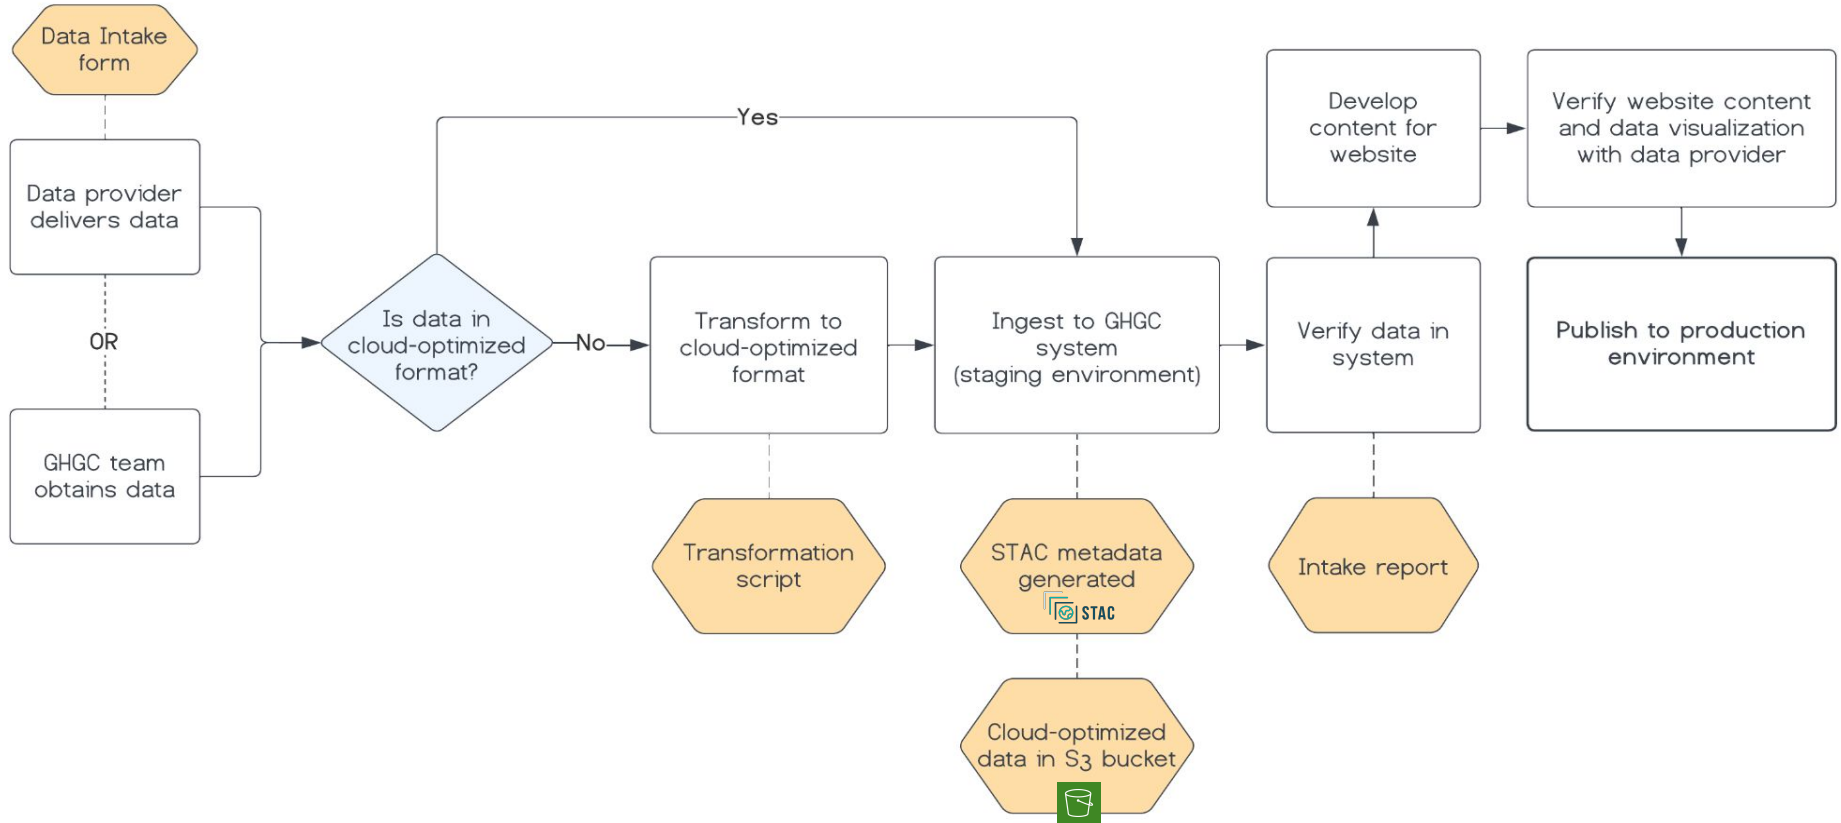 Data Intake
form
Data provider
delivers data
OR
GHGC team
obtains data
Is data in
cloud-optimized
format?
Yes
No
Transform to
cloud-optimized
format
Transformation
script
Ingest to GHGC
system
(staging environment)
STAC metadata
generated
STAC
Cloud-optimized
data in S3 bucket
Verify data in
system
Intake report
Develop
content for
website
Verify website content
and data visualization
with data provider
Publish to production
environment